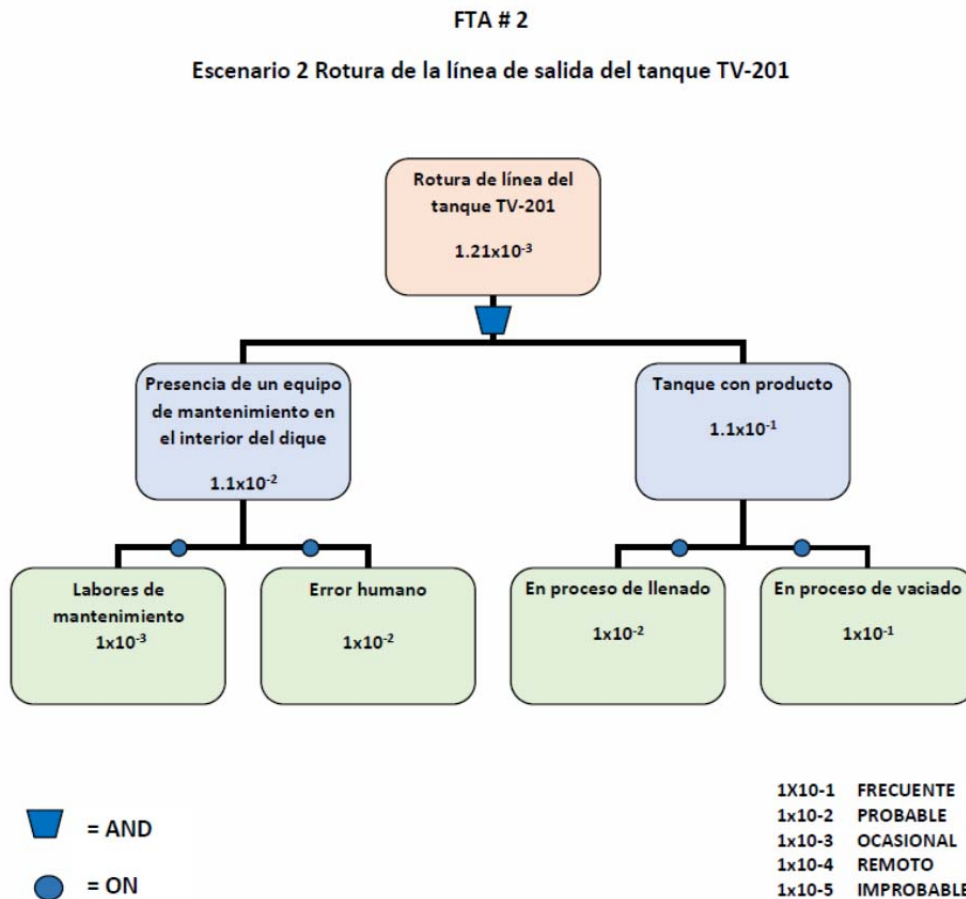 FTA # 2
Escenario 2 Rotura de la línea de salida del tanque TV-201
Rotura de línea del
tanque TV-201
1.21x10⁻³
Presencia de un equipo
de mantenimiento en
el interior del dique
1.1x10⁻²
Tanque con producto
1.1x10⁻¹
Labores de
mantenimiento
1x10⁻³
Error humano
1x10⁻²
En proceso de llenado
1x10⁻²
En proceso de vaciado
1x10⁻¹
= AND
= ON
1X10-1 FRECUENTE
1x10-2 PROBABLE
1x10-3 OCASIONAL
1x10-4 REMOTO
1x10-5 IMPROBABLE